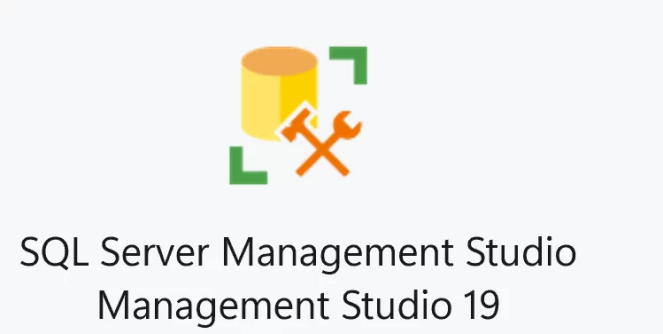 SQL Server Management Studio
Management Studio 19